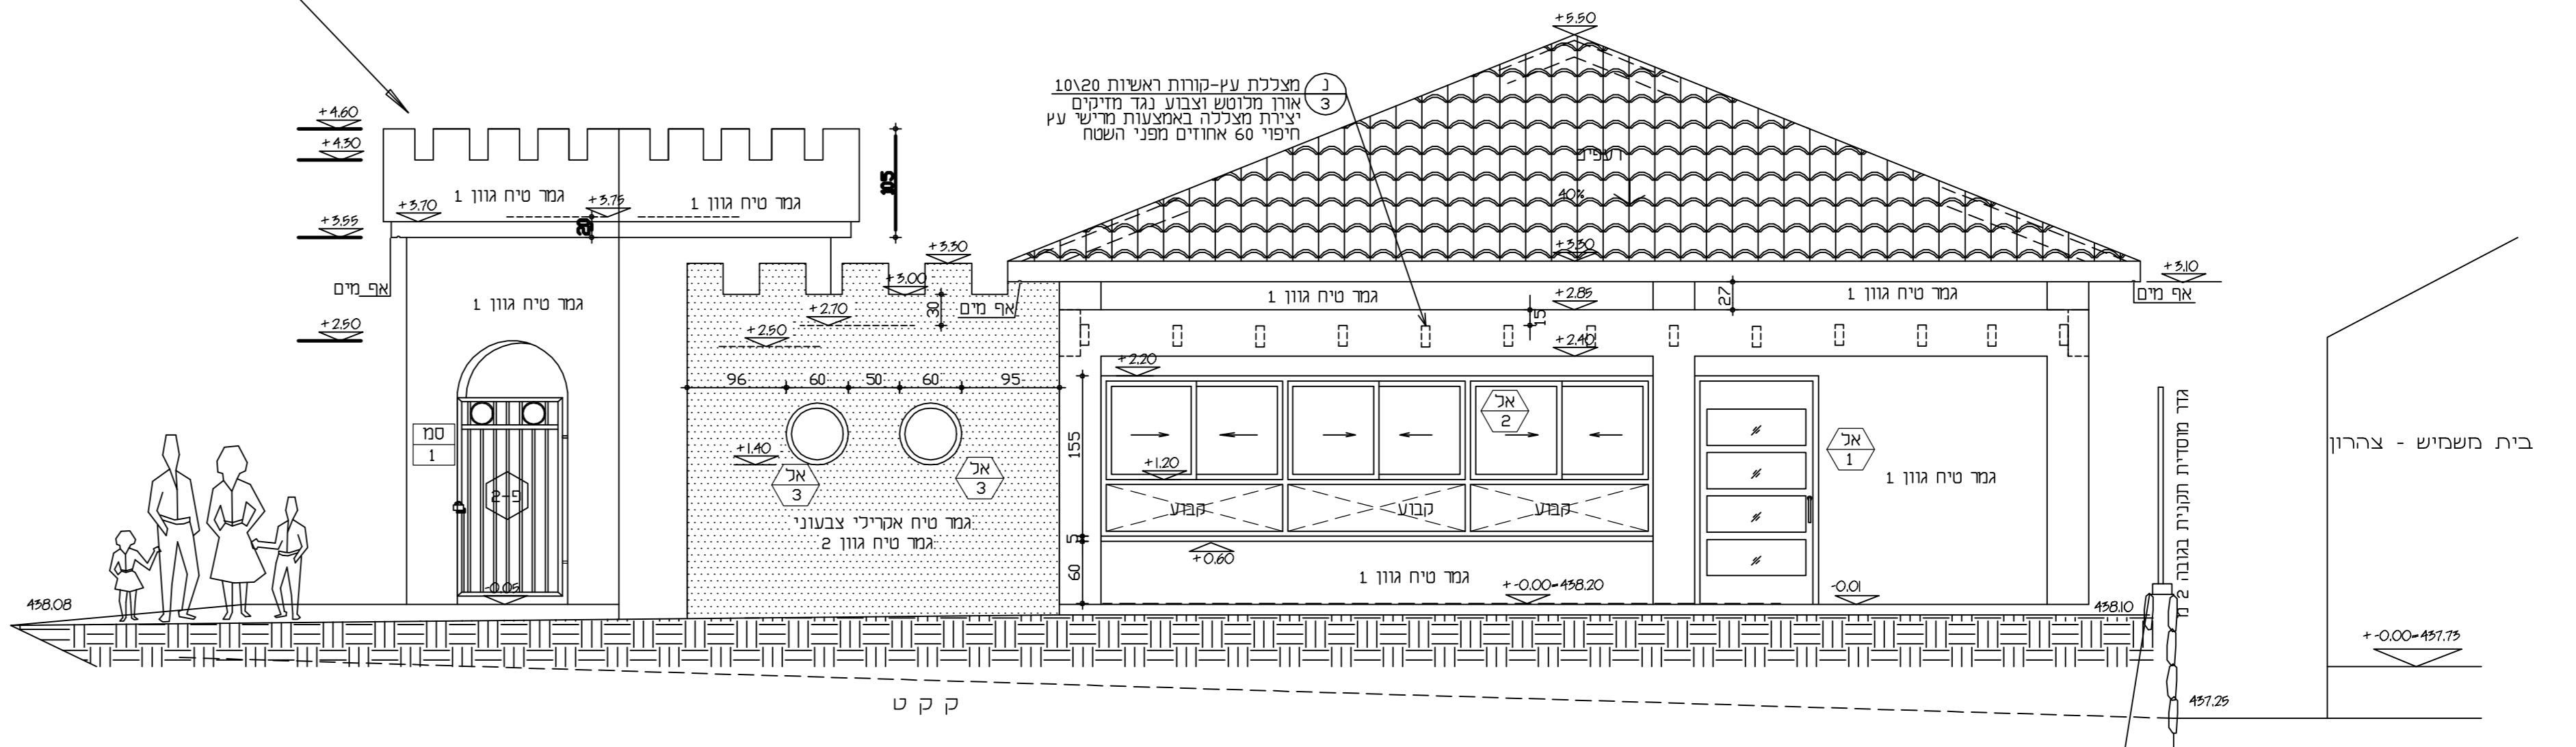 +5.50
מצללת עץ-קורות ראשיות 10\20
אורן מלוטש וצבוע נגד מזיקים
יצירת מצללה באמצעות מרישי עץ
חיפוי 60 אחוזים מפני השטח
נ
3
+4.60
+4.30
+3.70
+3.55
+2.50
גמר טיח גוון 1
+3.75
גמר טיח גוון 1
20
105
אף מים
גמר טיח גוון 1
רעפים
40%
+3.30
+3.30
+3.00
+2.70
+2.50
30
אף מים
גמר טיח גוון 1
+2.85
27
גמר טיח גוון 1
+3.10
אף מים
15
+2.40
+2.20
96
60
50
60
95
סמ
1
פ-2
-0.05
+1.40
אל
3
אל
3
גמר טיח אקרילי צבעוני
גמר טיח גוון 2
155
5
60
+1.20
אל
2
קבוע
קבוע
קבוע
+0.60
גמר טיח גוון 1
+-0.00=438.20
אל
1
גמר טיח גוון 1
-0.01
438.08
438.10
גדר מוסדית תקנית בגובה 2 מ
בית משמיש - צהרון
+-0.00=437.73
437.25
ק ק ט